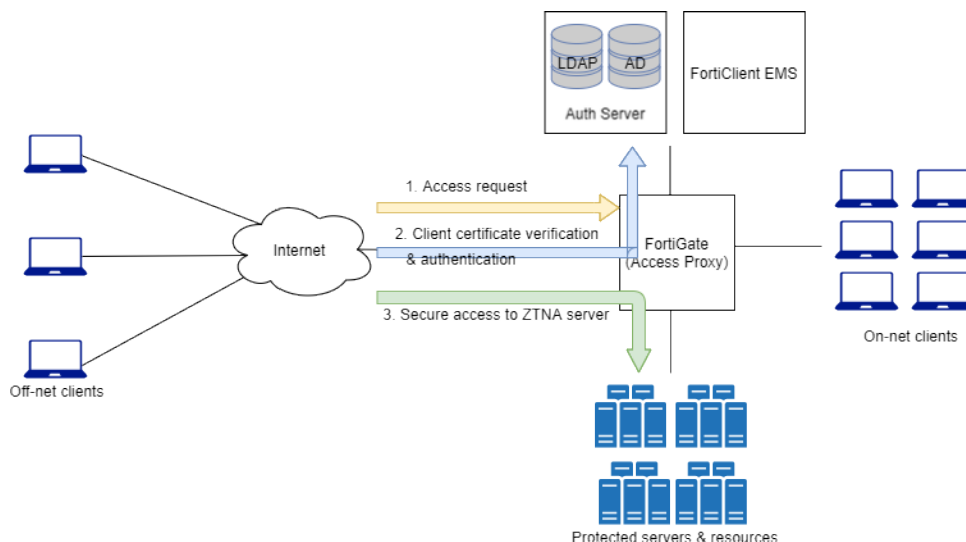 LDAP
AD
Auth Server
FortiClient EMS
1. Access request
Internet
2. Client certificate verification
& authentication
FortiGate
(Access Proxy)
3. Secure access to ZTNA server
On-net clients
Off-net clients
Protected servers & resources